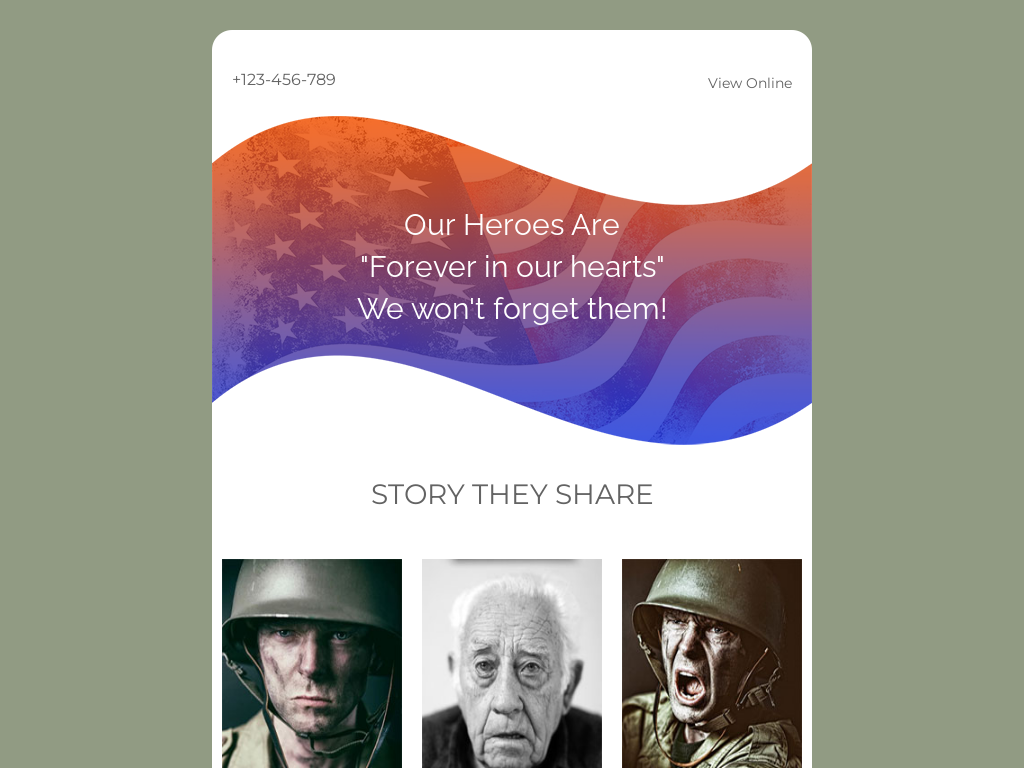 +123-456-789
View Online
Our Heroes Are
"Forever in our hearts"
We won't forget them!
STORY THEY SHARE